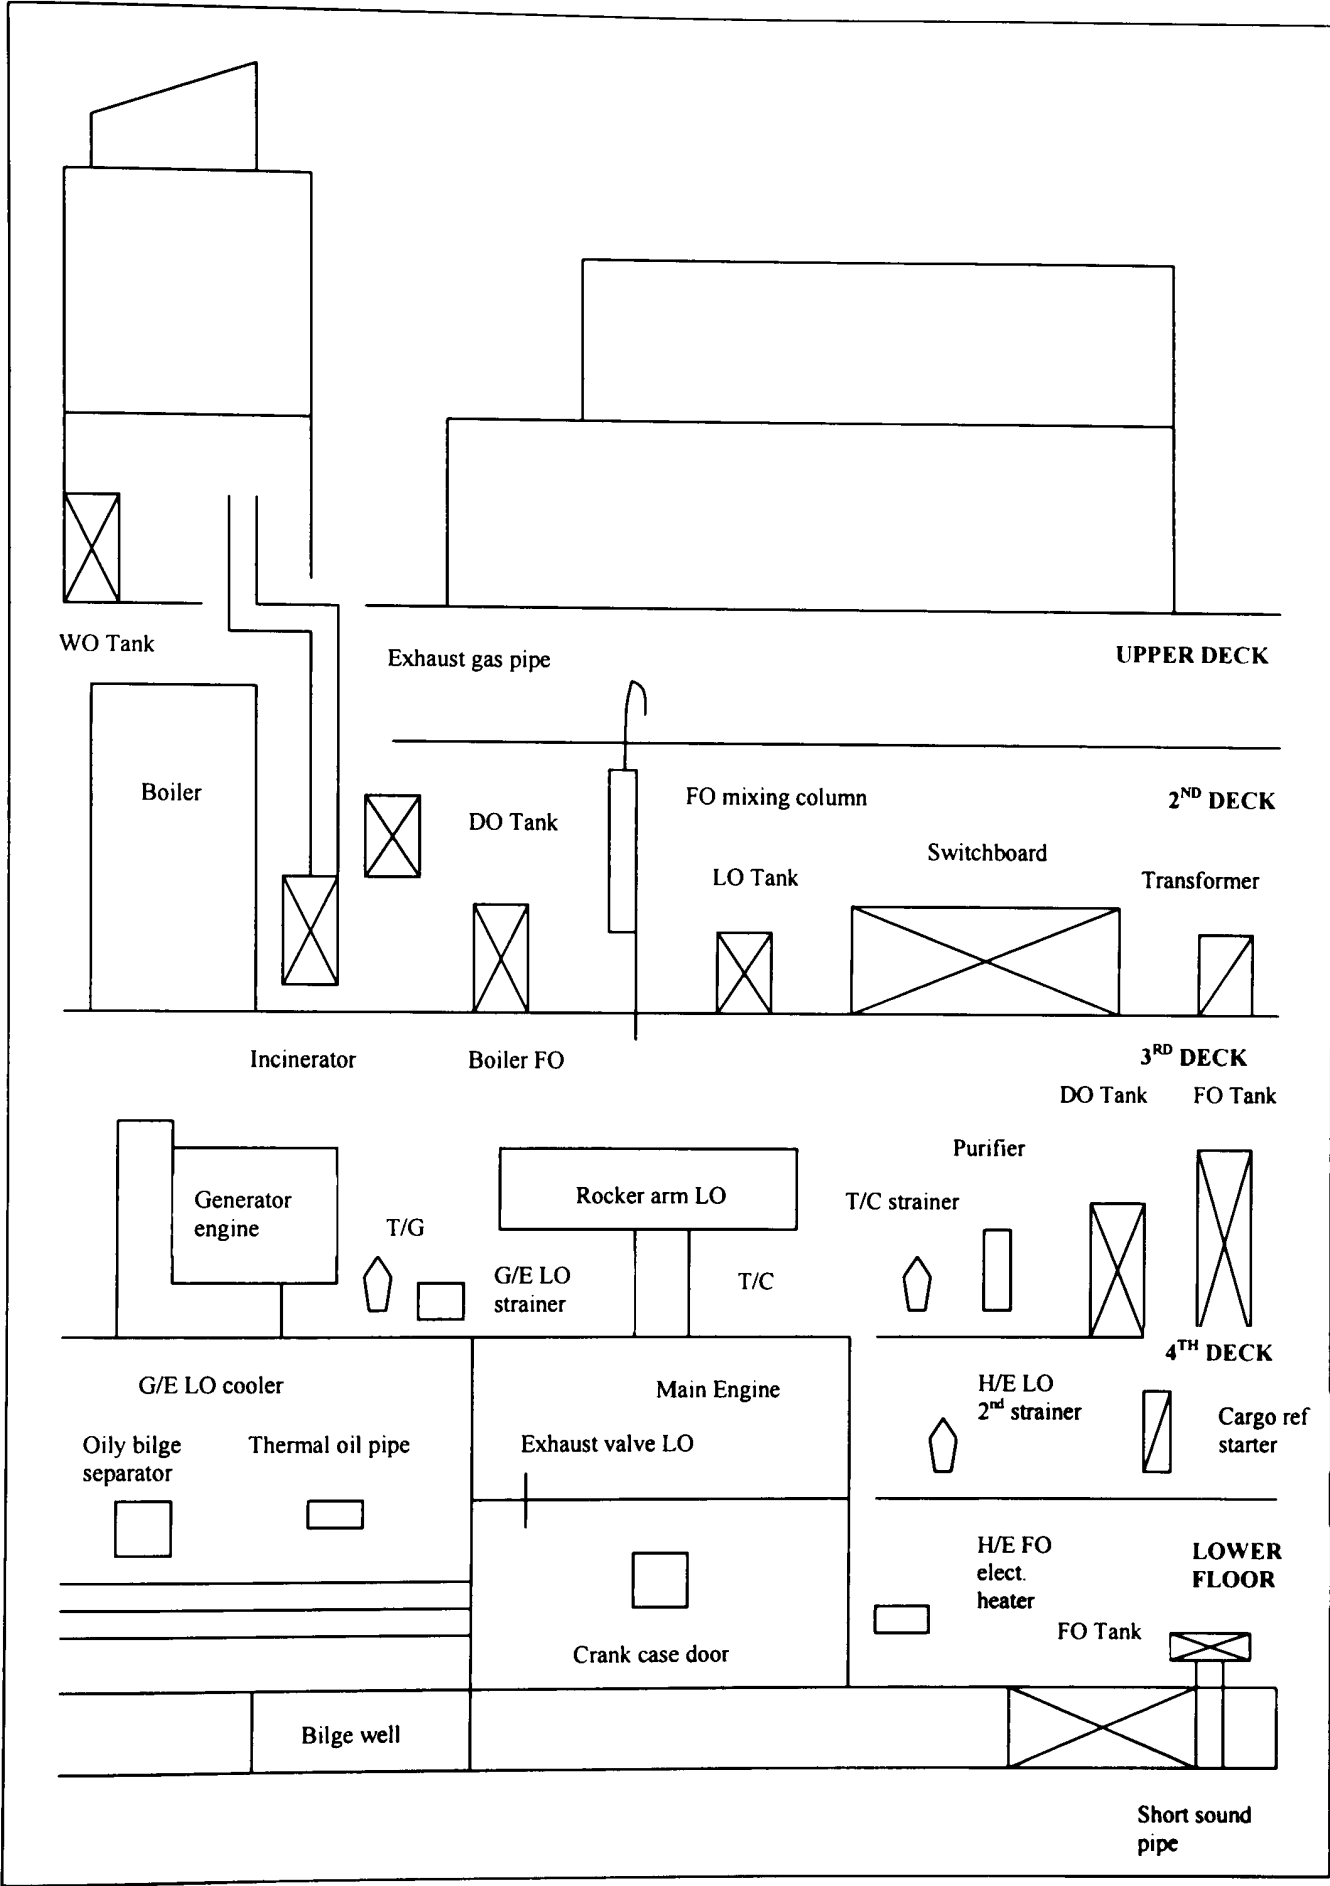 WO Tank
Exhaust gas pipe
UPPER DECK
Boiler
DO Tank
FO mixing column
2ND DECK
Switchboard
LO Tank
Transformer
Incinerator
Boiler FO
3RD DECK
DO Tank
FO Tank
Purifier
Generator
engine
Rocker arm LO
T/C strainer
T/G
G/E LO
strainer
T/C
4TH DECK
G/E LO cooler
Main Engine
H/E LO
2nd strainer
Cargo ref
starter
Oily bilge
separator
Thermal oil pipe
Exhaust valve LO
H/E FO
elect.
heater
LOWER
FLOOR
FO Tank
Crank case door
Bilge well
Short sound
pipe